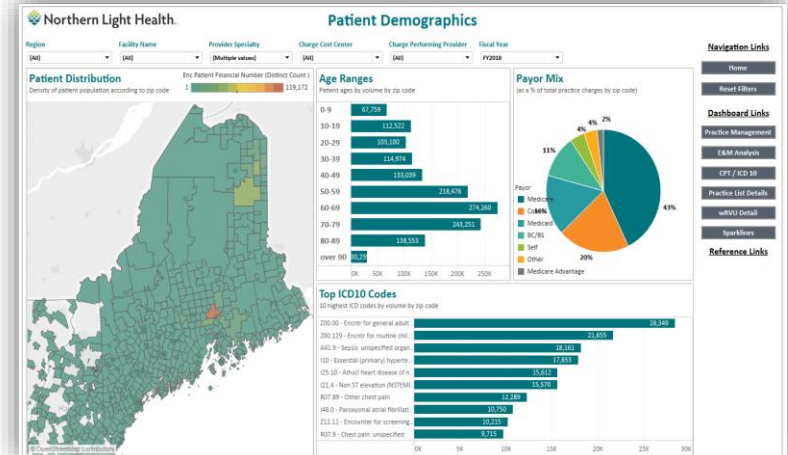 Northern Light Health.
Patient Demographics
Region
Facility Name
Provider Specialty
Charge Cost Center
Charge Performing Provider
Fiscal Year
(All)
(All)
(Multiple values)
(All)
(All)
FY2018
Navigation Links
Home
Reset Filters
Dashboard Links
Practice Management
E&M Analysis
CPT / ICD 10
Practice List Details
wRVU Detail
Sparklines
Reference Links
Patient Distribution
Density of patient population according to zip code
Enc Patient Financial Number (Distinct Count)
1
119,172
© OpenStreetMap contributors
Age Ranges
Patient ages by volume by zip code
0-9 67,759
10-19 112,522
20-29 103,100
30-39 114,974
40-49 133,039
50-59 218,476
60-69 274,260
70-79 243,251
80-89 138,553
over 90 30,25
0K 50K 100K 150K 200K 250K
Payor Mix
(as a % of total practice charges by zip code)
2%
4%
4%
11%
16%
20%
43%
Payor
Medicare
Medicaid
BC/BS
Self
Other
Medicare Advantage
Top ICD10 Codes
10 highest ICD codes by volume by zip code
Z00.00 - Encntr for general adult 28,349
Z00.129 - Encntr for routine chil.. 21,655
A41.9 - Sepsis unspecified organ.. 18,161
I10 - Essential (primary) hyperte.. 17,853
I25.10 - Athscl heart disease of n.. 15,612
I21.4 - Non ST elevation (NSTEMI.. 15,570
R07.89 - Other chest pain 12,289
I48.0 - Paroxysmal atrial fibrillat.. 10,750
Z12.11 - Encounter for screening.. 10,215
R07.9 - Chest pain unspecified 9,715
0K 5K 10K 15K 20K 25K 30K